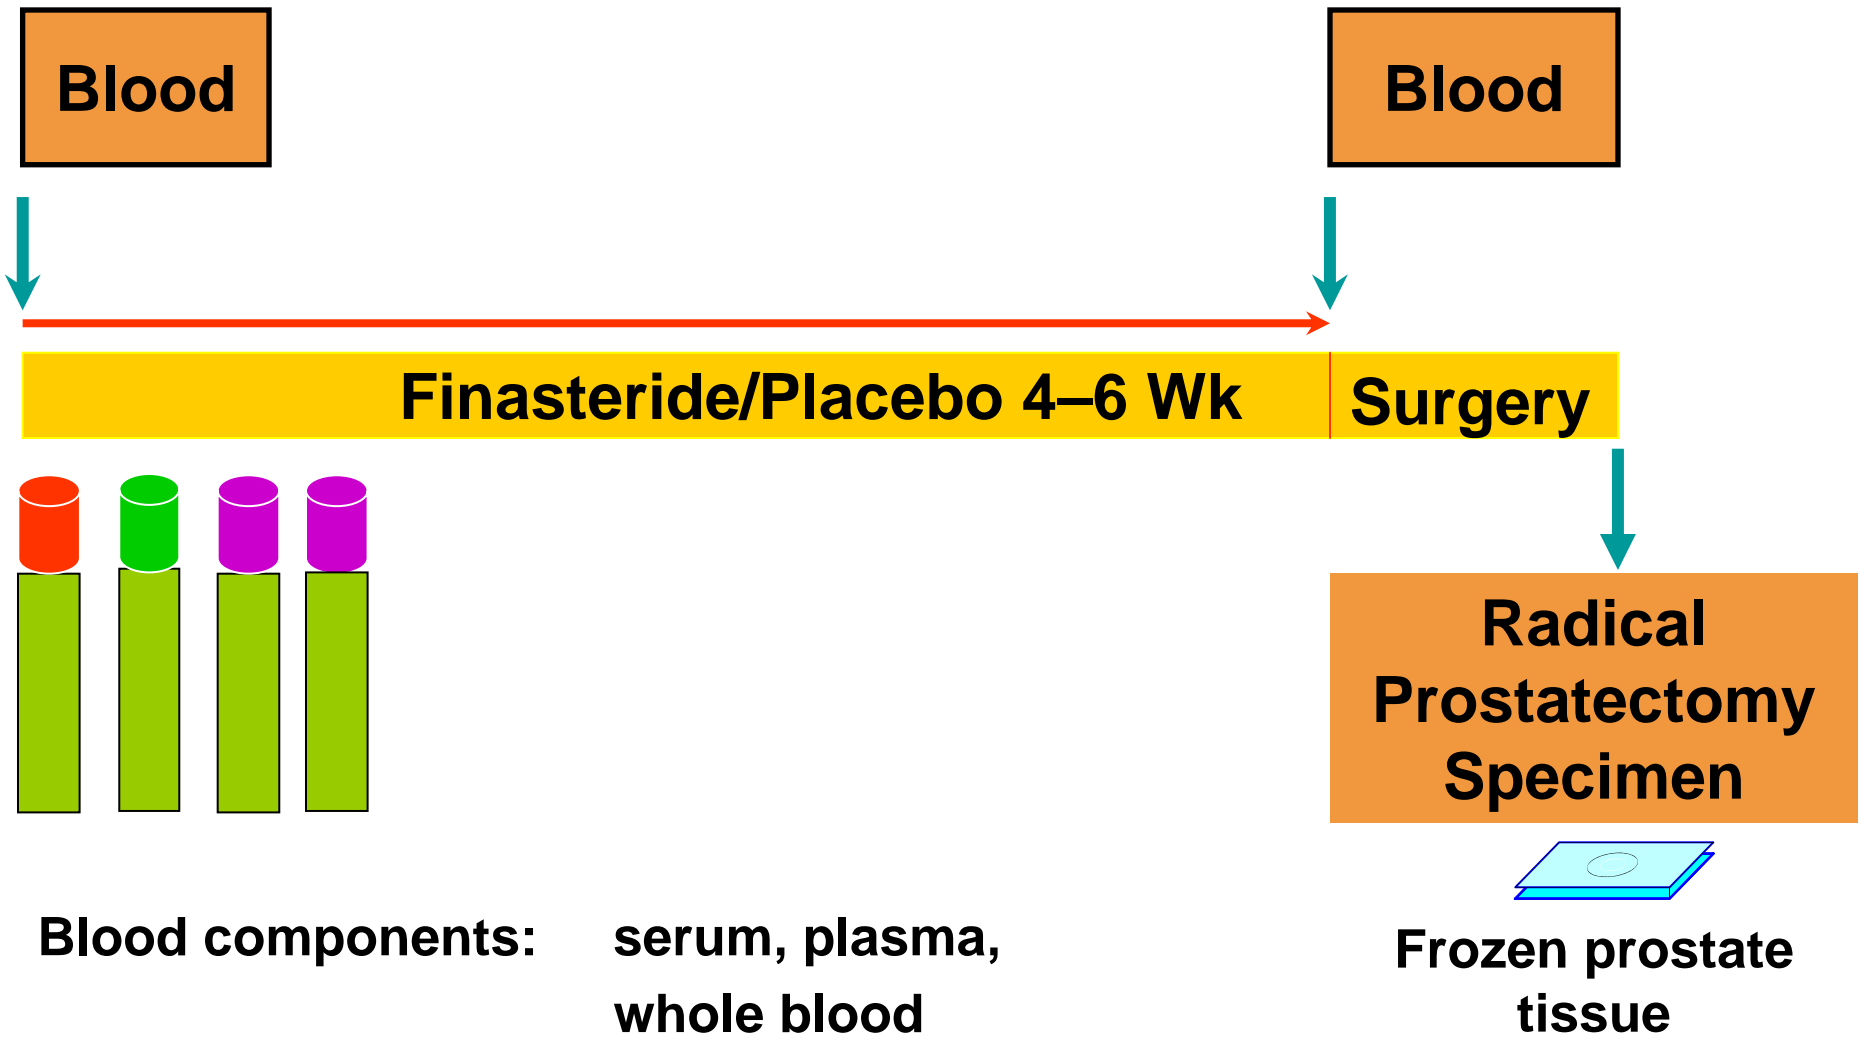 Blood
Blood
Finasteride/Placebo 4–6 Wk
Surgery
Radical
Prostatectomy
Specimen
Blood components: serum, plasma,
whole blood
Frozen prostate
tissue